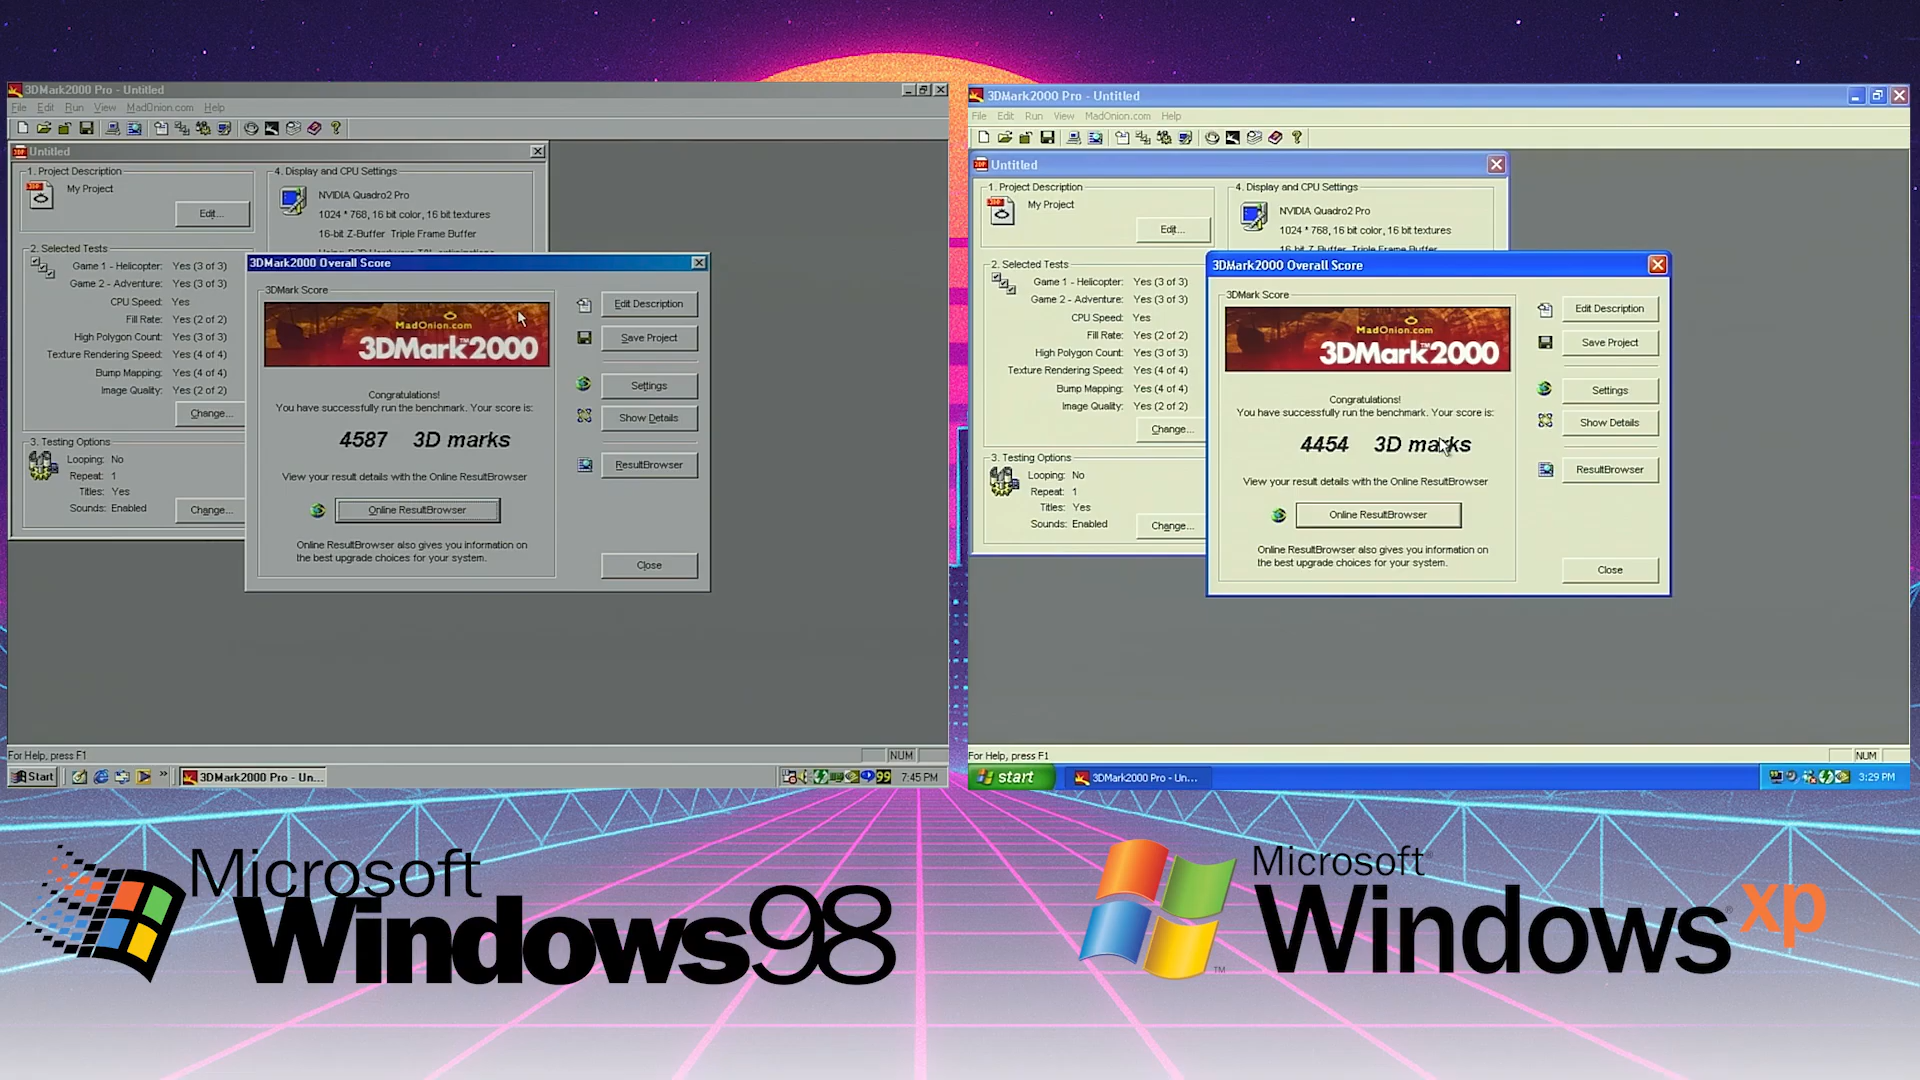 3DMark2000 Pro - Untitled
File Edit Run View MadOnion.com Help
Untitled
1. Project Description
My Project
Edit...
4. Display and CPU Settings
NVIDIA Quadro2 Pro
1024 * 768, 16 bit color, 16 bit textures
16-bit Z-Buffer Triple Frame Buffer
2. Selected Tests
Game 1 - Helicopter: Yes (3 of 3)
Game 2 - Adventure: Yes (3 of 3)
CPU Speed: Yes
Fill Rate: Yes (2 of 2)
High Polygon Count: Yes (3 of 3)
Texture Rendering Speed: Yes (4 of 4)
Bump Mapping: Yes (4 of 4)
Image Quality: Yes (2 of 2)
Change...
3. Testing Options
Looping: No
Repeat: 1
Titles: Yes
Sounds: Enabled
Change...
3DMark2000 Overall Score
3DMark Score
MadOnion.com
3DMark™2000
Congratulations!
You have successfully run the benchmark. Your score is:
4587 3D marks
View your result details with the Online ResultBrowser
Online ResultBrowser
Online ResultBrowser also gives you information on
the best upgrade choices for your system.
Edit Description
Save Project
Settings
Show Details
ResultBrowser
Close
For Help, press F1
NUM
Start
3DMark2000 Pro - Un...
99
7:45 PM
3DMark2000 Pro - Untitled
File Edit Run View MadOnion.com Help
Untitled
1. Project Description
My Project
Edit...
4. Display and CPU Settings
NVIDIA Quadro2 Pro
1024 * 768, 16 bit color, 16 bit textures
16-bit Z-Buffer Triple Frame Buffer
2. Selected Tests
Game 1 - Helicopter: Yes (3 of 3)
Game 2 - Adventure: Yes (3 of 3)
CPU Speed: Yes
Fill Rate: Yes (2 of 2)
High Polygon Count: Yes (3 of 3)
Texture Rendering Speed: Yes (4 of 4)
Bump Mapping: Yes (4 of 4)
Image Quality: Yes (2 of 2)
Change...
3. Testing Options
Looping: No
Repeat: 1
Titles: Yes
Sounds: Enabled
Change...
3DMark2000 Overall Score
3DMark Score
MadOnion.com
3DMark™2000
Congratulations!
You have successfully run the benchmark. Your score is:
4454 3D marks
View your result details with the Online ResultBrowser
Online ResultBrowser
Online ResultBrowser also gives you information on
the best upgrade choices for your system.
Edit Description
Save Project
Settings
Show Details
ResultBrowser
Close
For Help, press F1
NUM
start
3DMark2000 Pro - Un...
3:29 PM
Microsoft
Windows98
Microsoft®
Windows® xp
™